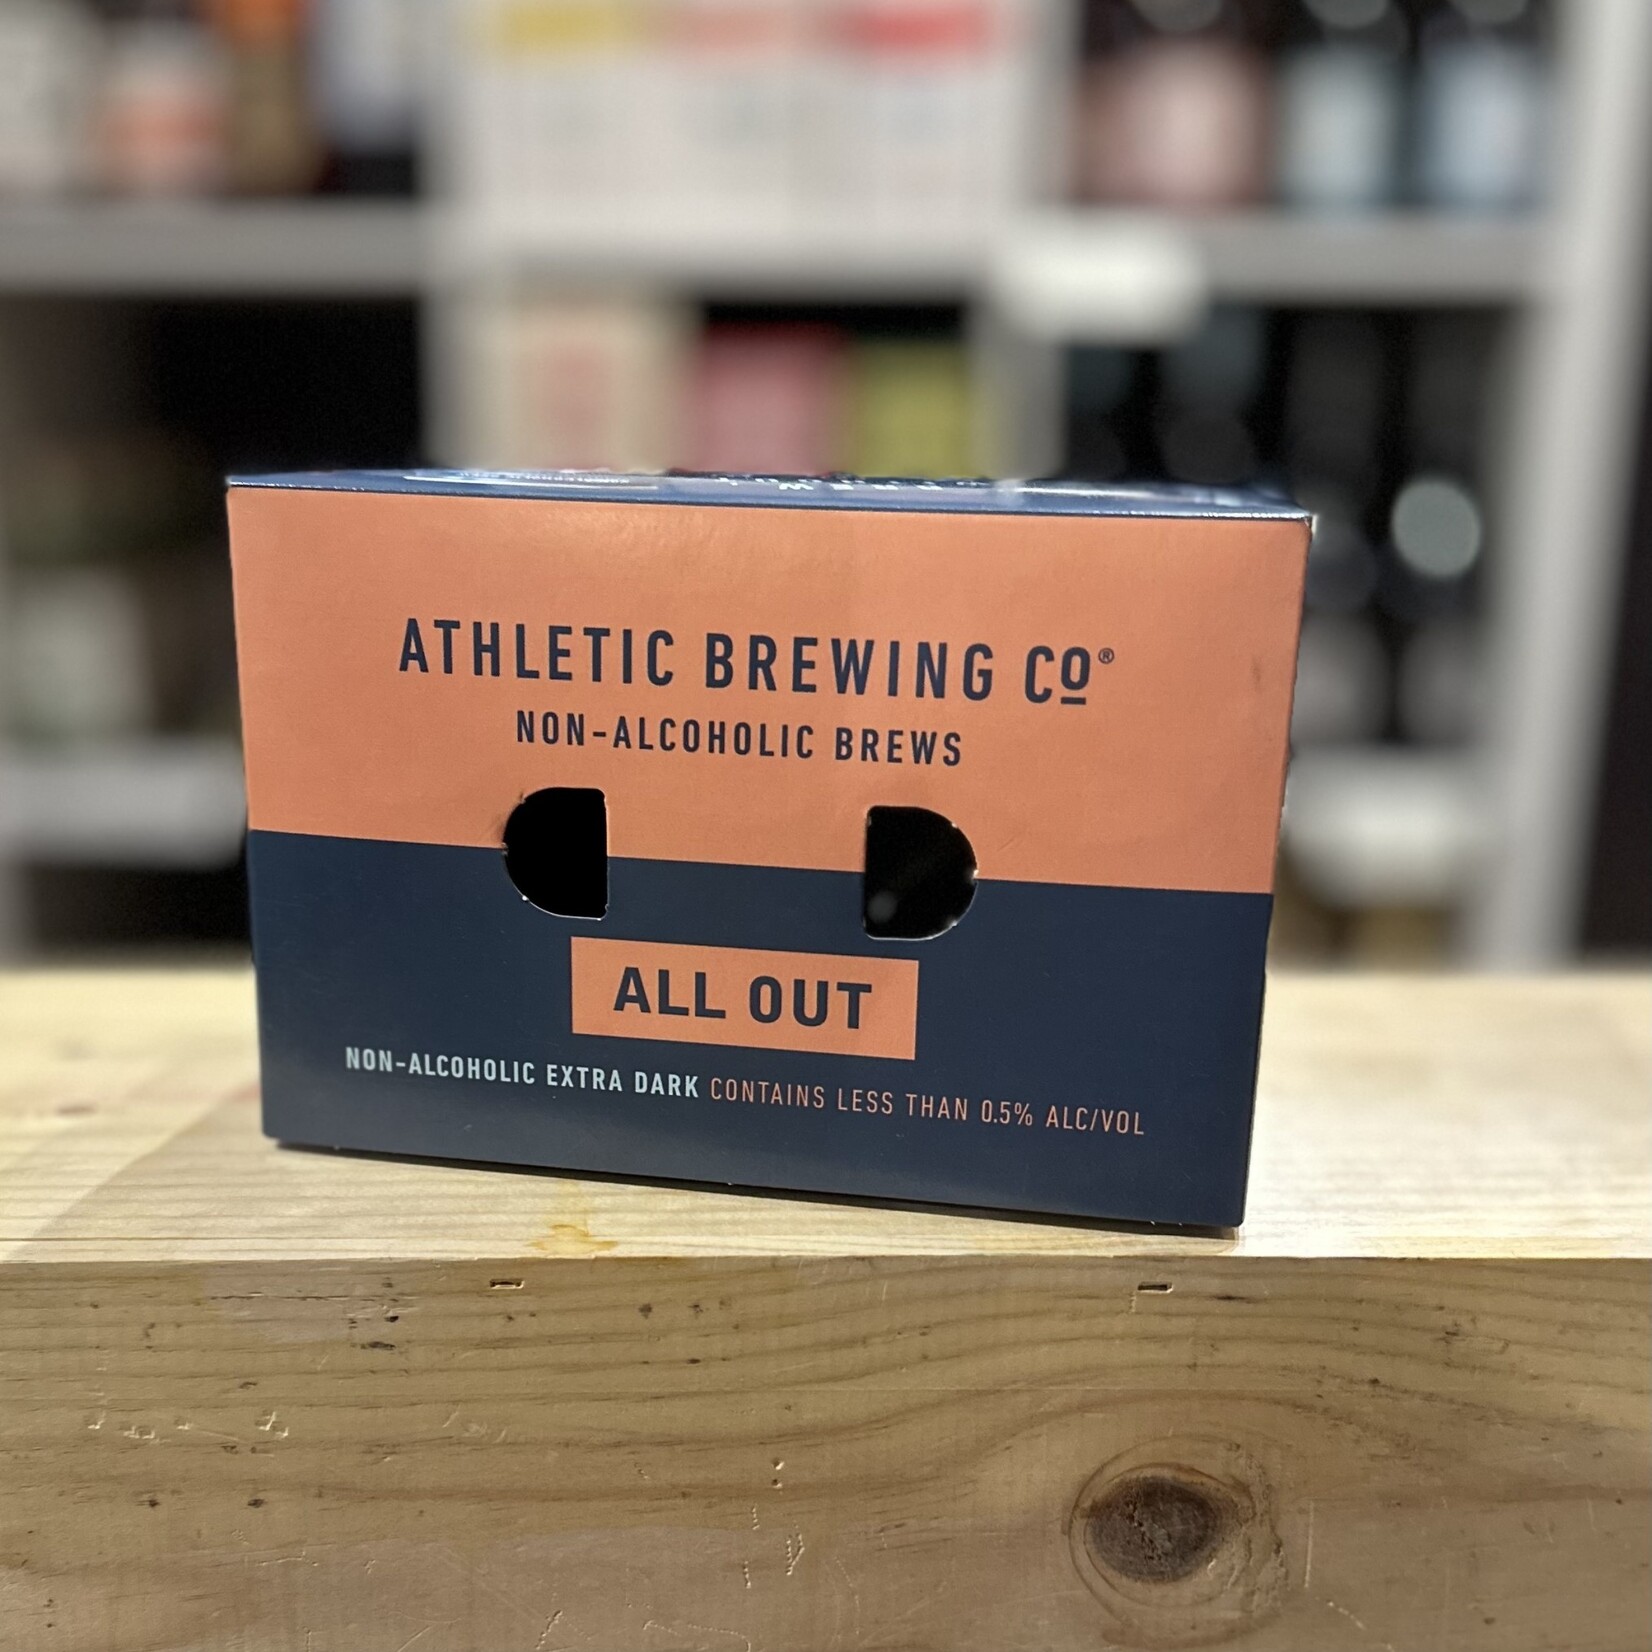 ATHLETIC BREWING Cº®
NON-ALCOHOLIC BREWS
ALL OUT
NON-ALCOHOLIC EXTRA DARK CONTAINS LESS THAN 0.5% ALC/VOL